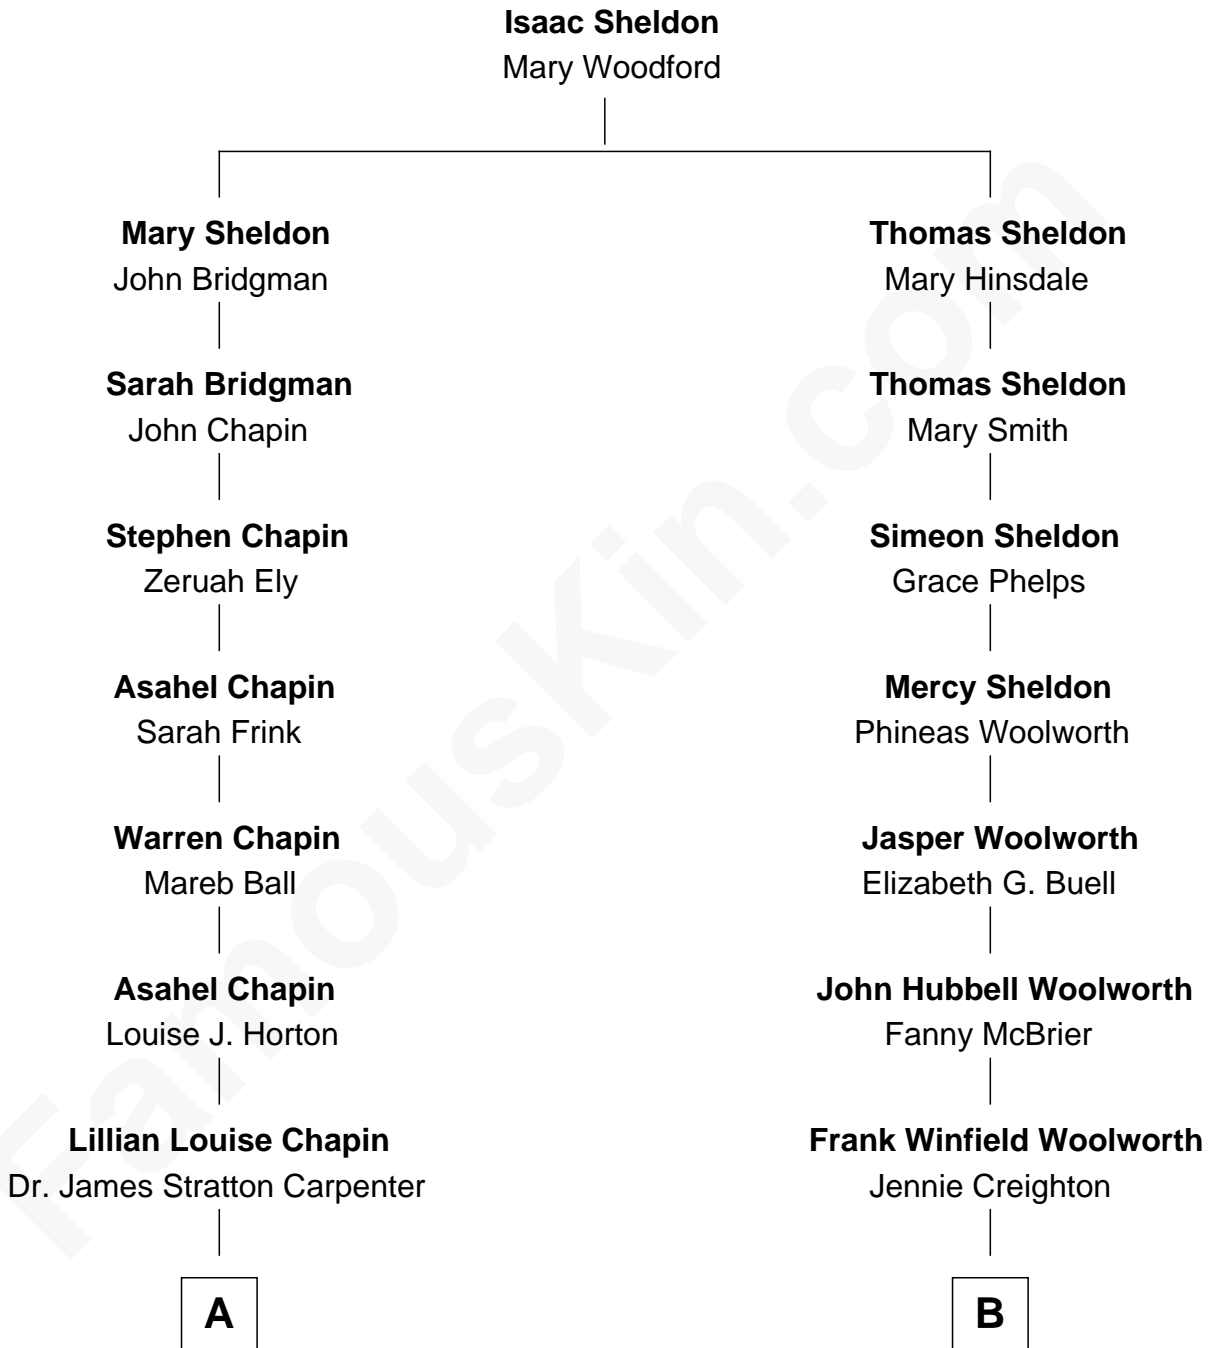 Isaac Sheldon
Mary Woodford
Mary Sheldon
John Bridgman
Thomas Sheldon
Mary Hinsdale
Sarah Bridgman
John Chapin
Thomas Sheldon
Mary Smith
Stephen Chapin
Zeruah Ely
Simeon Sheldon
Grace Phelps
Asahel Chapin
Sarah Frink
Mercy Sheldon
Phineas Woolworth
Warren Chapin
Mareb Ball
Jasper Woolworth
Elizabeth G. Buell
Asahel Chapin
Louise J. Horton
John Hubbell Woolworth
Fanny McBrier
Lillian Louise Chapin
Dr. James Stratton Carpenter
Frank Winfield Woolworth
Jennie Creighton
A
B
FamousKin.com